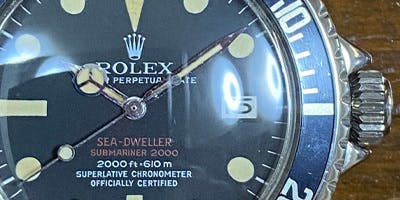 10
ROLEX
PERPETUAL DATE
5
SEA-DWELLER
SUBMARINER 2000
2000 ft-610 m
SUPERLATIVE CHRONOMETER
OFFICIALLY CERTIFIED